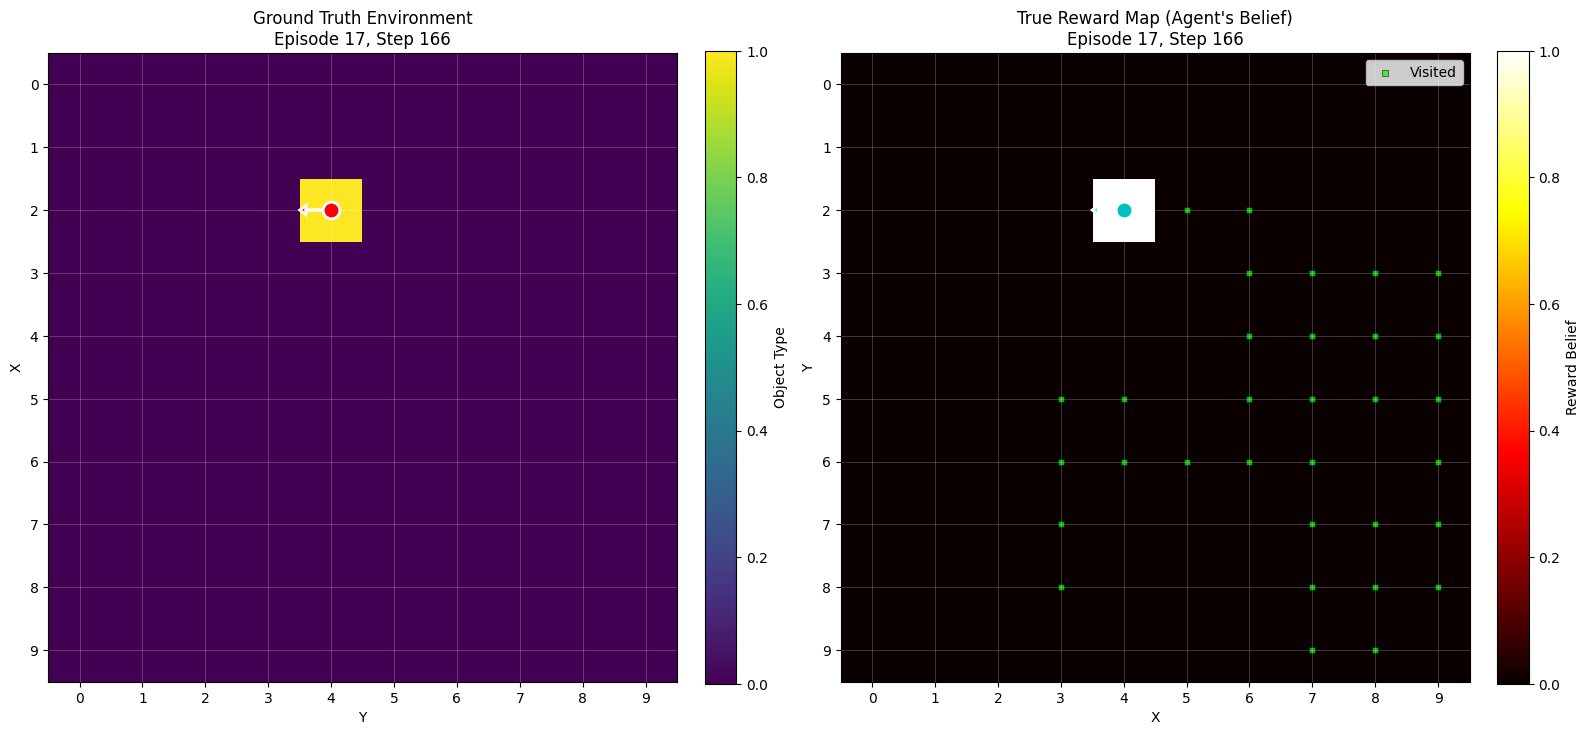 Ground Truth Environment
Episode 17, Step 166
X
0
1
2
3
4
5
6
7
8
9
0 1 2 3 4 5 6 7 8 9
Y
1.0
0.8
0.6
0.4
0.2
0.0
Object Type
True Reward Map (Agent's Belief)
Episode 17, Step 166
Visited
Y
0
1
2
3
4
5
6
7
8
9
0 1 2 3 4 5 6 7 8 9
X
1.0
0.8
0.6
0.4
0.2
0.0
Reward Belief